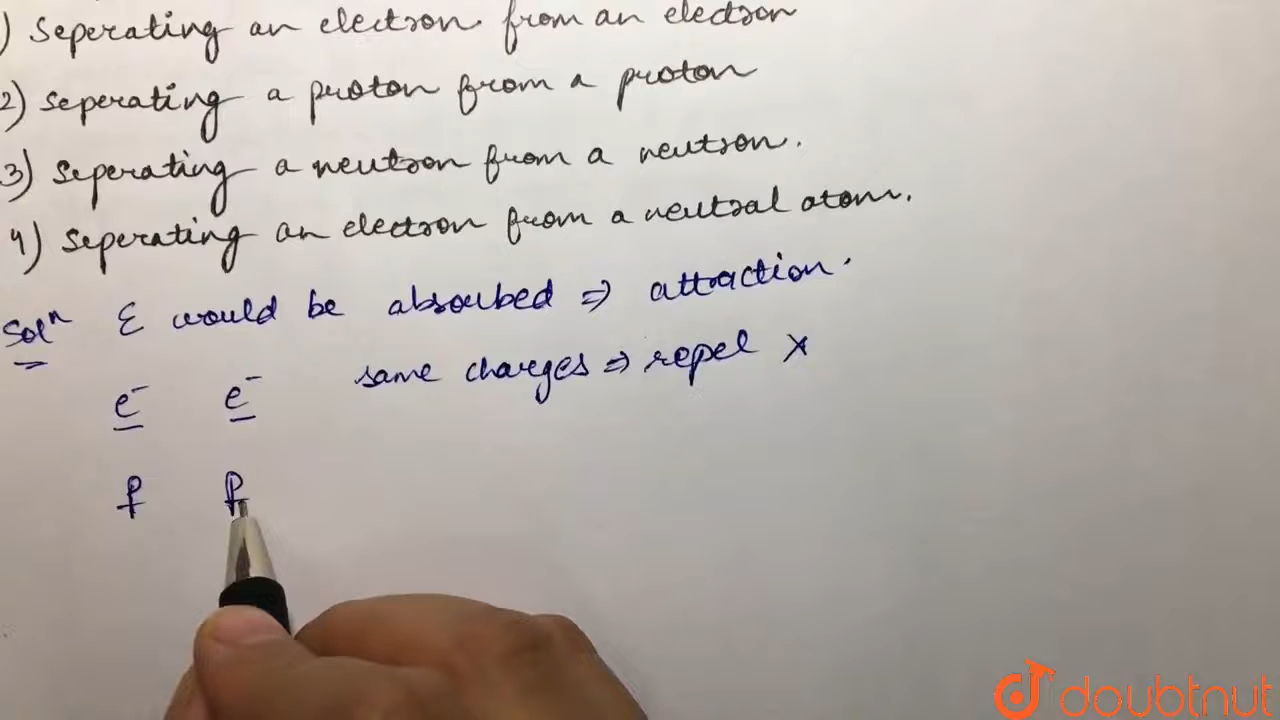 ) Seperating an electron from an electron
2) Seperating a proton from a proton
3) Seperating a neutron from a neutron.
4) Seperating an electron from a neutral atom.
Solⁿ Ɛ would be absorbed ⇒ attraction.
e⁻ e⁻ same charges ⇒ repel ×
p p
doubtnut